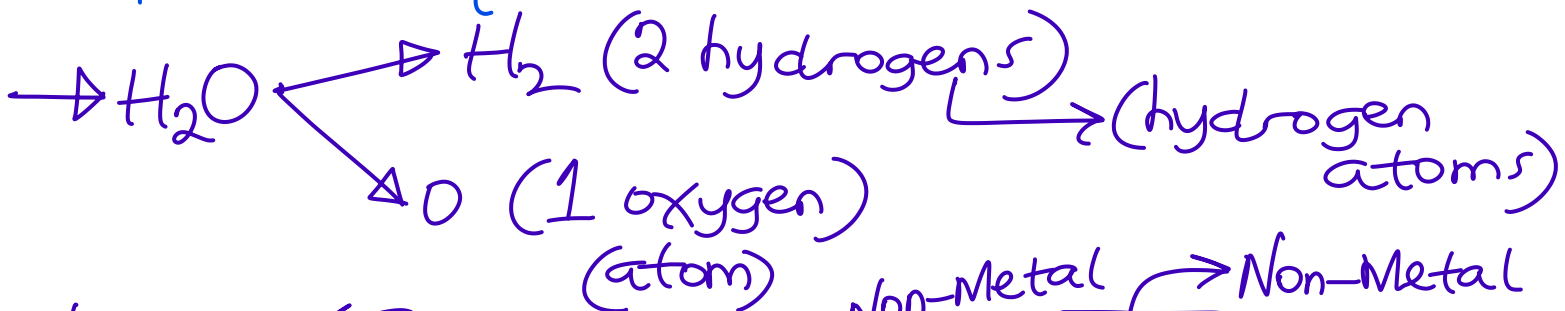 → H₂O → H₂ (2 hydrogens) → (hydrogen atoms)
→ O (1 oxygen)
(atom)
Non-Metal → Non-Metal